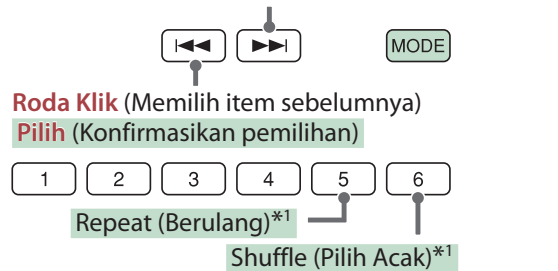 MODE
Roda Klik (Memilih item sebelumnya)
Pilih (Konfirmasikan pemilihan)
1 2 3 4 5 6
Repeat (Berulang)*1
Shuffle (Pilih Acak)*1